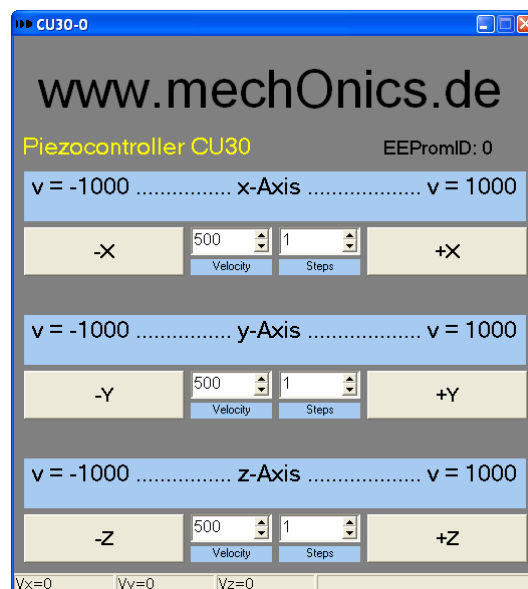 CU30-0
www.mechOnics.de
Piezocontroller CU30 EEPromID: 0
v = -1000 ................ x-Axis ................... v = 1000
-X 500 1 +X
Velocity Steps
v = -1000 ................ y-Axis ................... v = 1000
-Y 500 1 +Y
Velocity Steps
v = -1000 ................ z-Axis ................... v = 1000
-Z 500 1 +Z
Velocity Steps
Vx=0 Vy=0 Vz=0